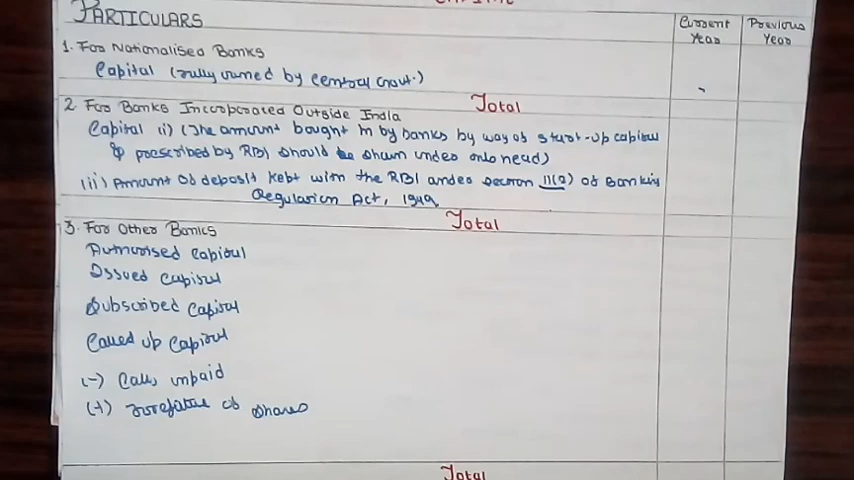 PARTICULARS
Current Year
Previous Year
1. For Nationalised Banks
Capital (fully owned by Central Govt.)
Total
2. For Banks Incorporated Outside India
Capital (i) (The amount bought in by banks by way of start-up capital
& prescribed by RBI should be shown under this head)
(ii) Amount of deposit kept with the RBI under section 11(2) of Banking
Regulation Act, 1949
Total
3. For Other Banks
Authorised Capital
Issued Capital
Subscribed Capital
Called up Capital
(-) Calls unpaid
(+) Forfeiture of Shares
Total